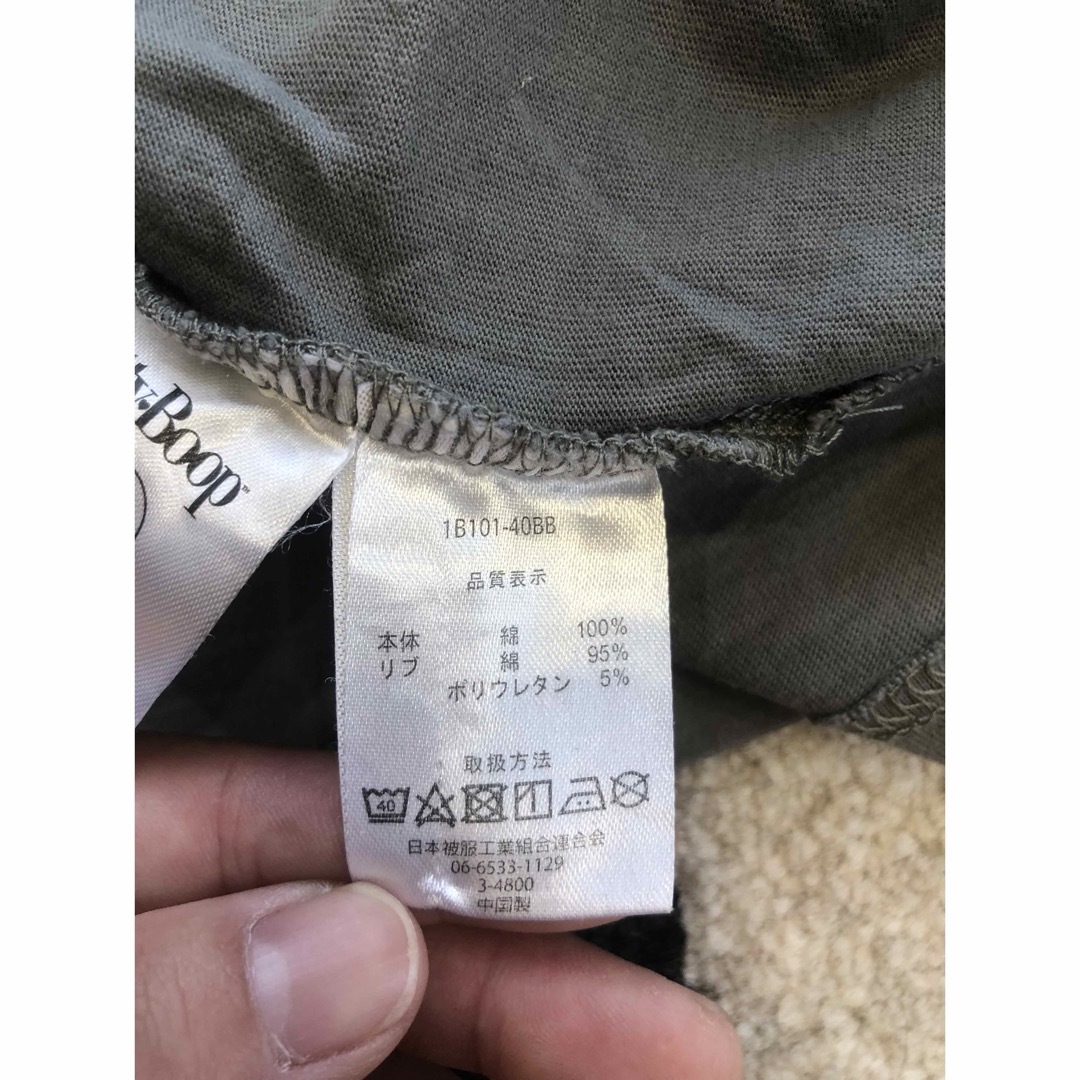 Boop™
1B101-40BB
品質表示
本体 綿 100%
リブ 綿 95%
ポリウレタン 5%
取扱方法
40
日本被服工業組合連合会
06-6533-1129
3-4800
中国製